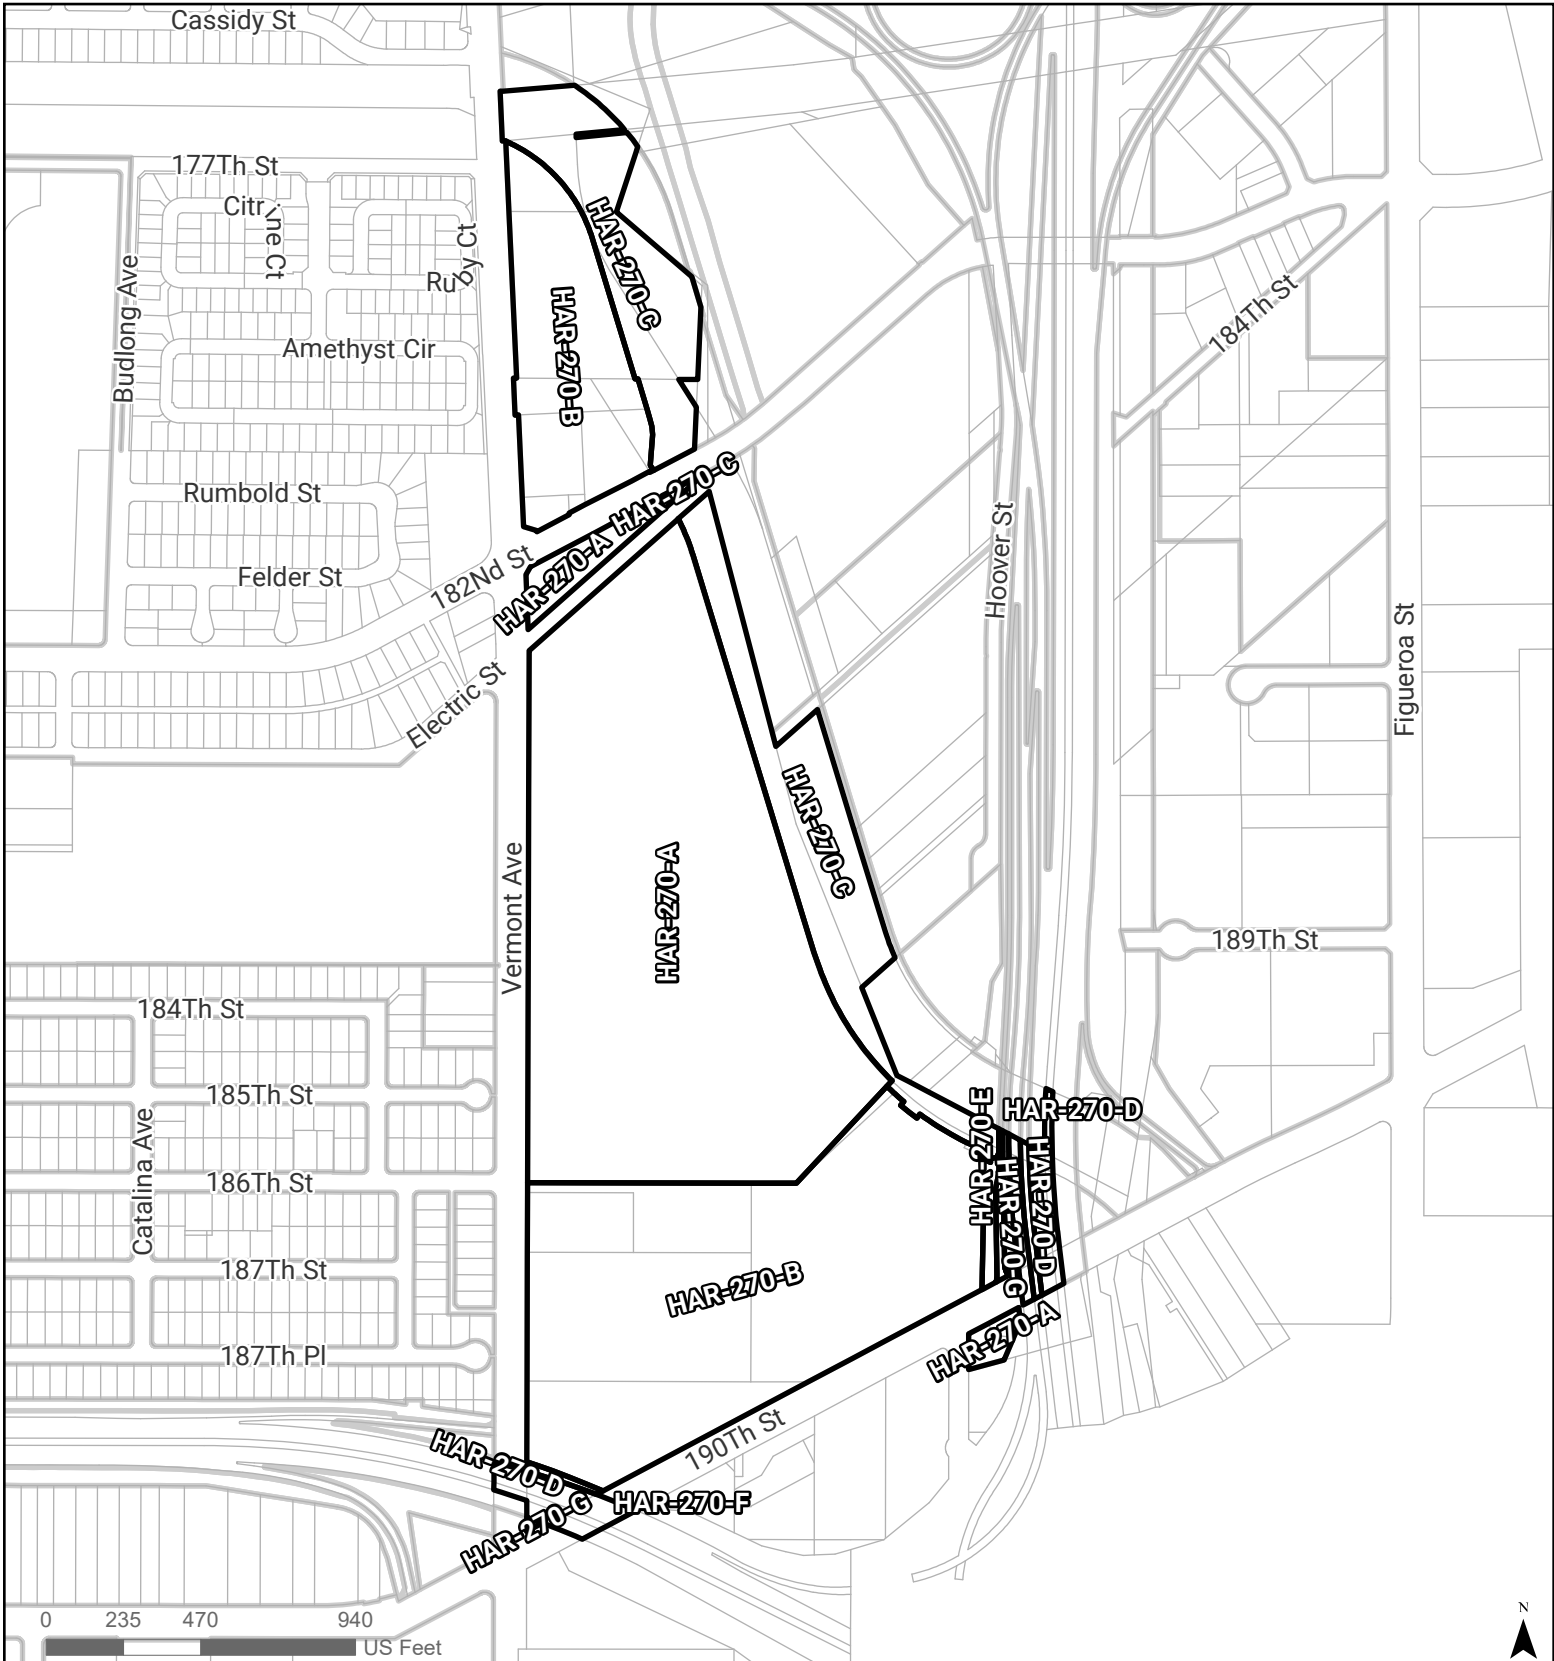 Cassidy St
177Th St
Citrine Ct
Ruby Ct
Budlong Ave
Amethyst Cir
HAR-270-C
HAR-270-B
184Th St
Rumbold St
HAR-270-C
HAR-270-A
182Nd St
Felder St
Hoover St
Electric St
Figueroa St
HAR-270-C
HAR-270-A
Vermont Ave
189Th St
184Th St
185Th St
HAR-270-E
HAR-270-D
Catalina Ave
186Th St
HAR-270-G
HAR-270-D
187Th St
HAR-270-B
187Th Pl
HAR-270-A
190Th St
HAR-270-D
HAR-270-G
HAR-270-F
0 235 470 940
US Feet
N